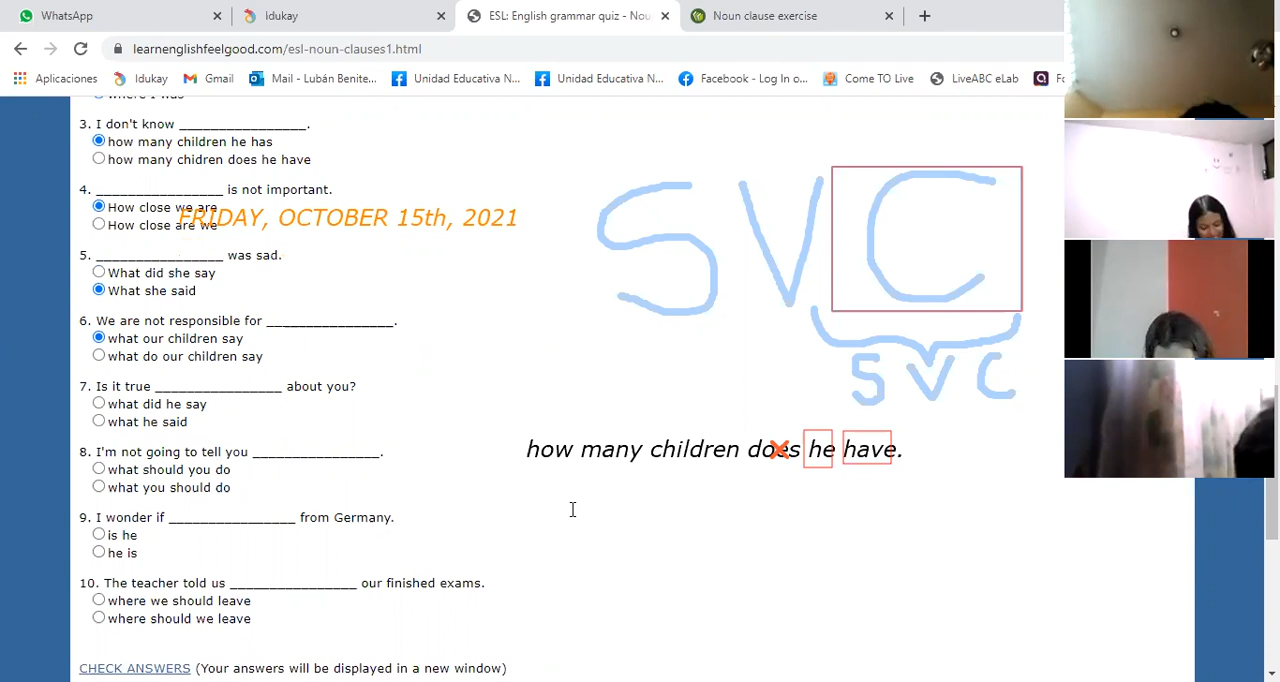 WhatsApp
Idukay
ESL: English grammar quiz - Nou
Noun clause exercise
learnenglishfeelgood.com/esl-noun-clauses1.html
Aplicaciones
Idukay
Gmail
Mail - Lubán Benite...
Unidad Educativa N...
Unidad Educativa N...
Facebook - Log In o...
Come TO Live
LiveABC eLab
where I was
3. I don't know ________________.
how many children he has
how many chidren does he have
4. ________________ is not important.
How close we are
FRIDAY, OCTOBER 15th, 2021
How close are we
S V C
5. ________________ was sad.
What did she say
What she said
6. We are not responsible for ________________.
what our children say
what do our children say
S V C
7. Is it true ________________ about you?
what did he say
what he said
how many children does he have.
8. I'm not going to tell you ________________.
what should you do
what you should do
9. I wonder if ________________ from Germany.
is he
he is
10. The teacher told us ________________ our finished exams.
where we should leave
where should we leave
CHECK ANSWERS (Your answers will be displayed in a new window)